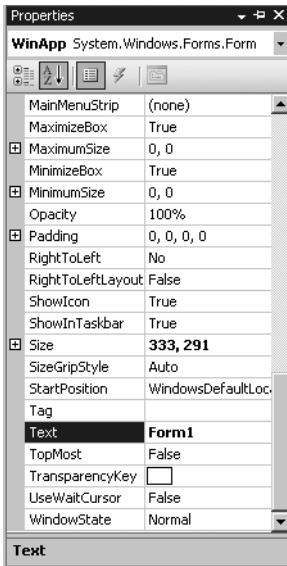 Properties
WinApp System.Windows.Forms.Form
MainMenuStrip (none)
MaximizeBox True
MaximumSize 0, 0
MinimizeBox True
MinimumSize 0, 0
Opacity 100%
Padding 0, 0, 0, 0
RightToLeft No
RightToLeftLayout False
ShowIcon True
ShowInTaskbar True
Size 333, 291
SizeGripStyle Auto
StartPosition WindowsDefaultLoc
Tag
Text Form1
TopMost False
TransparencyKey
UseWaitCursor False
WindowState Normal
Text